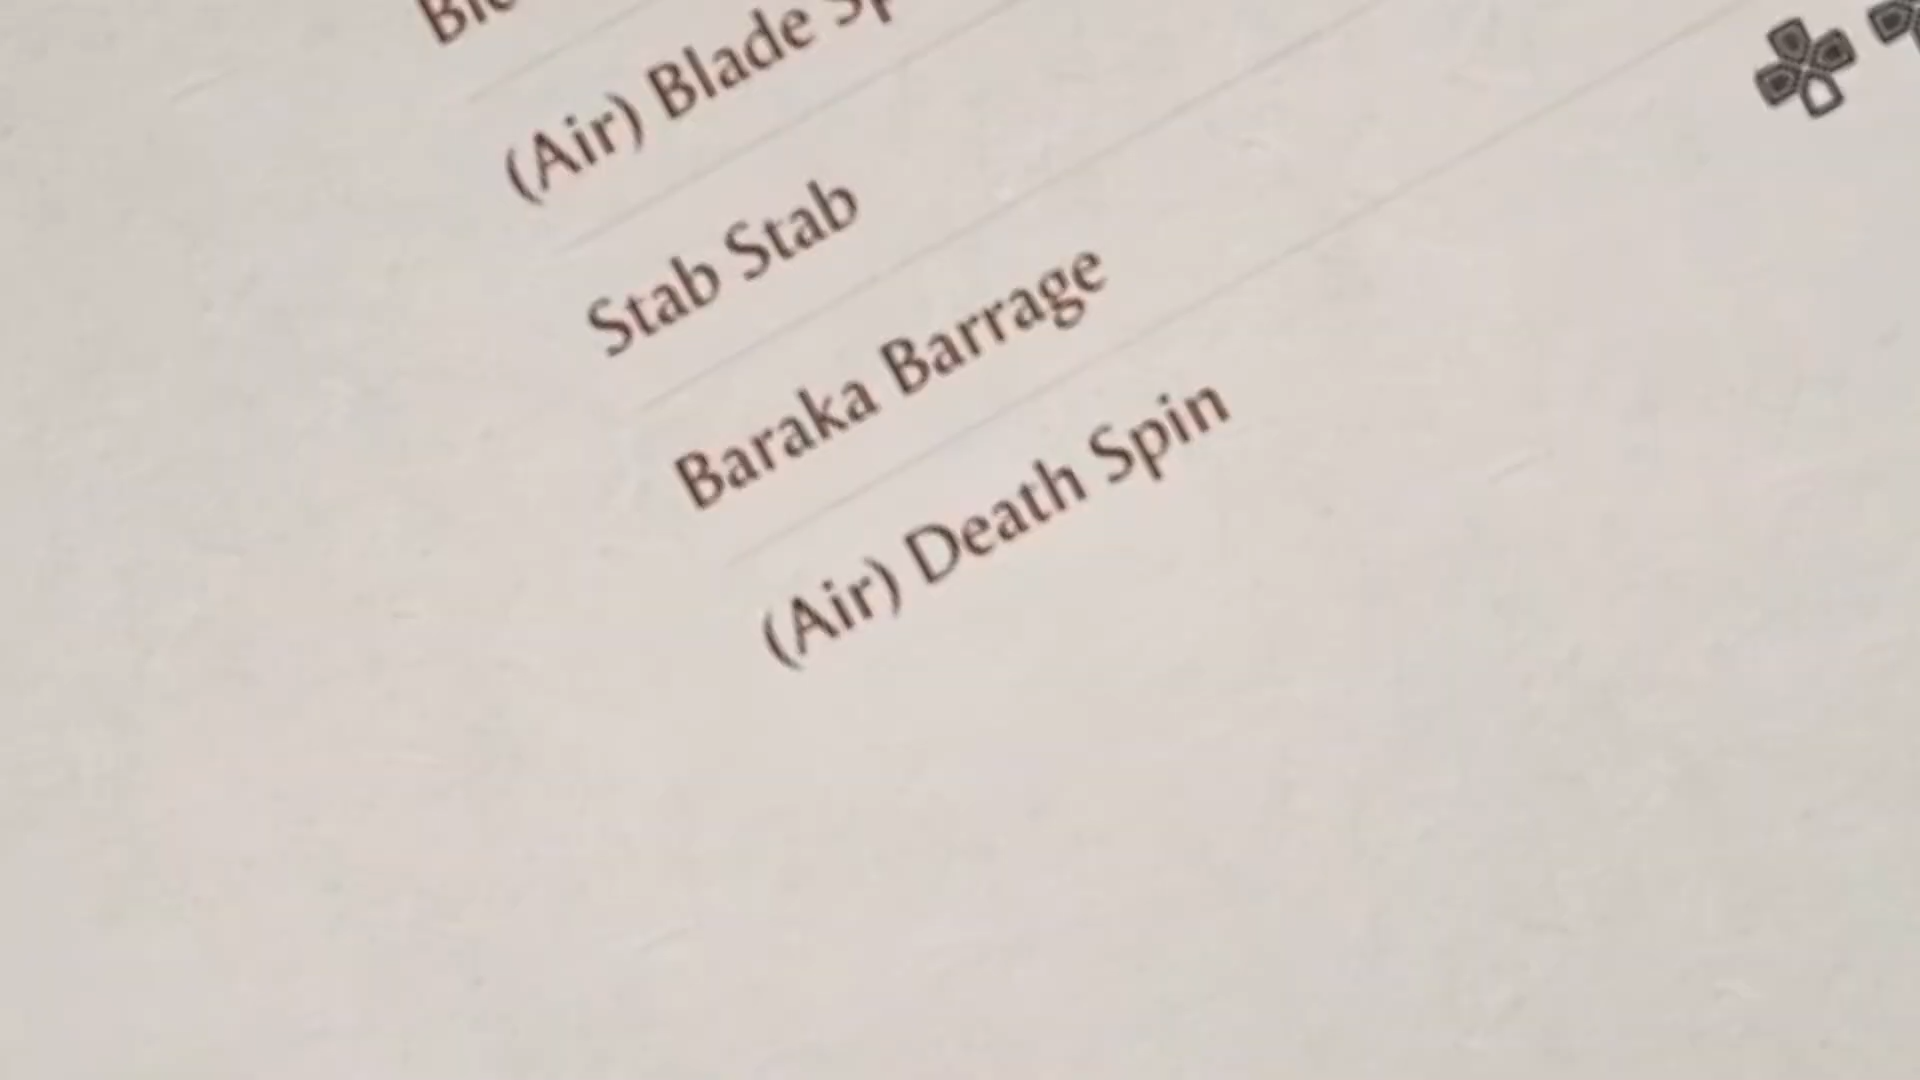 (Air) Blade
Stab Stab
Baraka Barrage
(Air) Death Spin